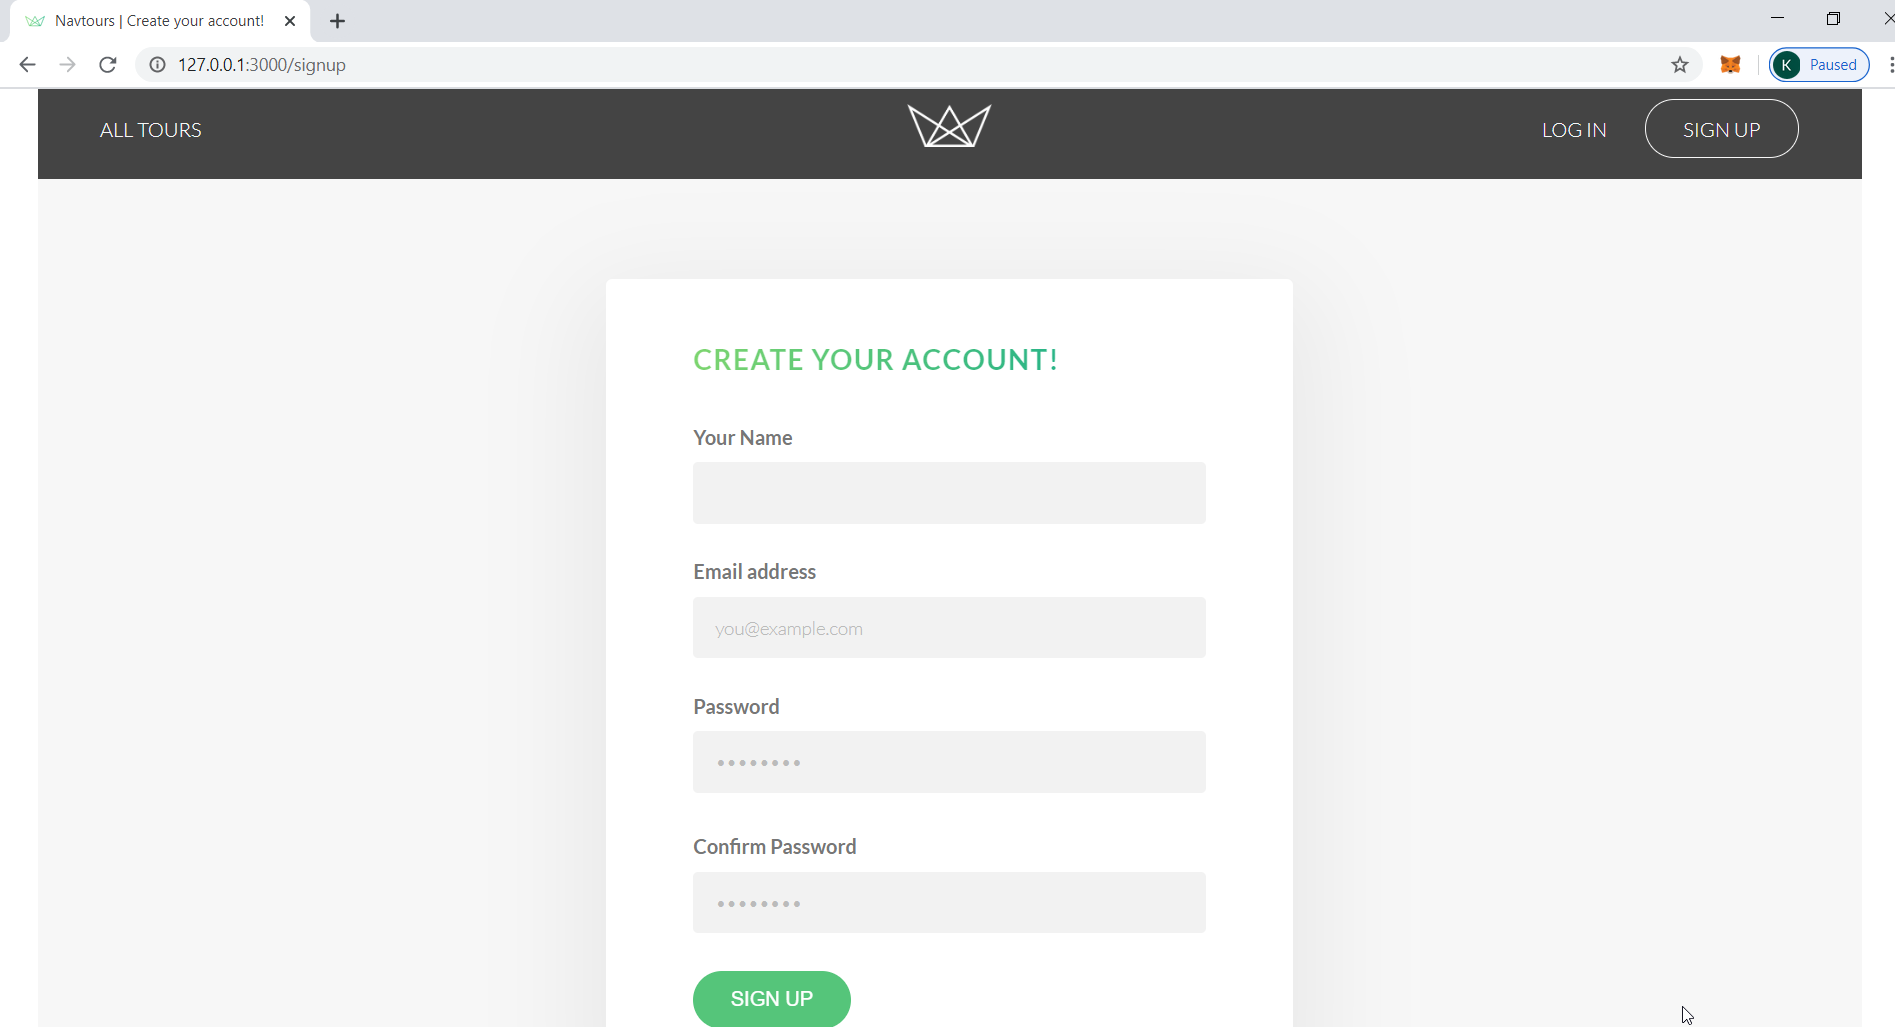 Navtours | Create your account!
127.0.0.1:3000/signup
K Paused
ALL TOURS
LOG IN
SIGN UP
CREATE YOUR ACCOUNT!
Your Name
Email address
you@example.com
Password
••••••••
Confirm Password
••••••••
SIGN UP